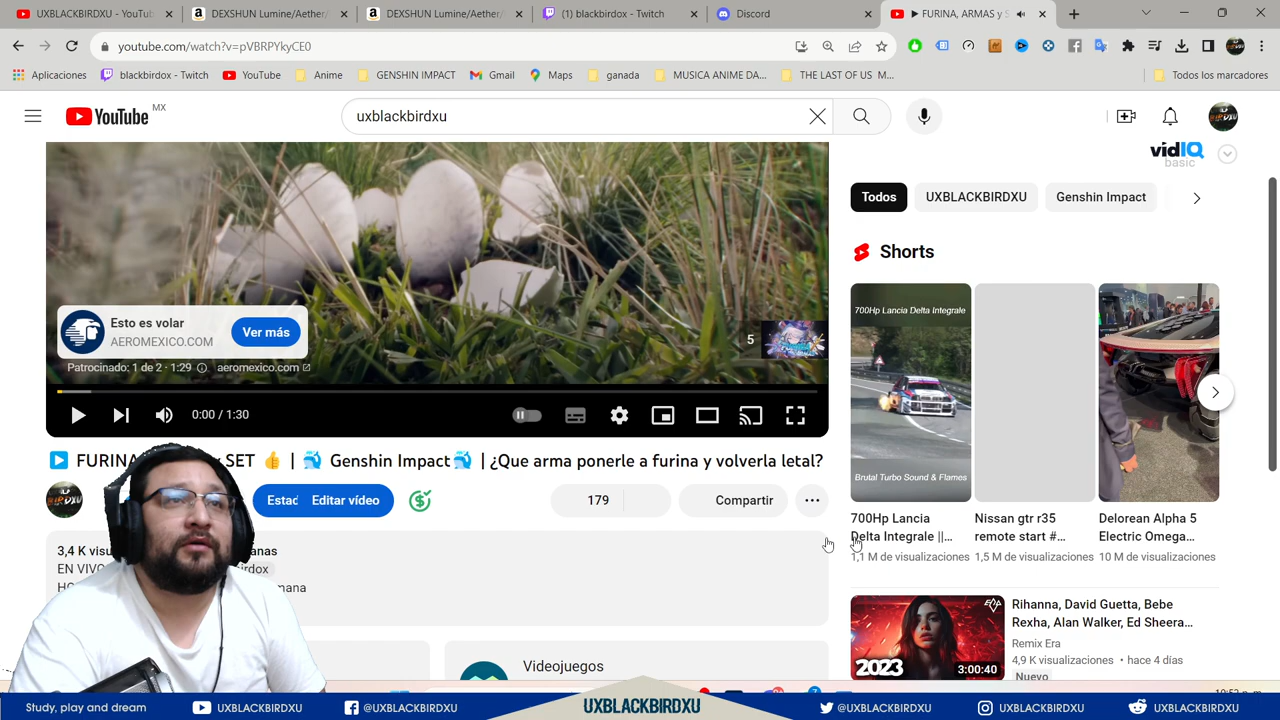 UXBLACKBIRDXU - YouTub
DEXSHUN Lumine/Aether/
DEXSHUN Lumine/Aether/
(1) blackbirdox - Twitch
Discord
▶ FURINA, ARMAS y S
youtube.com/watch?v=pVBRPYkyCE0
Aplicaciones
blackbirdox - Twitch
YouTube
Anime
GENSHIN IMPACT
Gmail
Maps
ganada
MUSICA ANIME DA...
THE LAST OF US M...
Todos los marcadores
YouTube MX
uxblackbirdxu
vidIQ
basic
Todos
UXBLACKBIRDXU
Genshin Impact
Shorts
Esto es volar
AEROMEXICO.COM
Ver más
5
Patrocinado: 1 de 2 · 1:29
aeromexico.com
0:00 / 1:30
700Hp Lancia Delta Integrale
Brutal Turbo Sound & Flames
700Hp Lancia
Delta Integrale ||...
1,1 M de visualizaciones
Nissan gtr r35
remote start #...
1,5 M de visualizaciones
Delorean Alpha 5
Electric Omega...
10 M de visualizaciones
FURINA SET 👍 | Genshin Impact | ¿Que arma ponerle a furina y volverla letal?
Editar vídeo
179
Compartir
3,4 K
EN VIVO
Videojuegos
2023
3:00:40
Rihanna, David Guetta, Bebe
Rexha, Alan Walker, Ed Sheera...
Remix Era
4,9 K visualizaciones • hace 4 días
Nuevo
Study, play and dream
UXBLACKBIRDXU
@UXBLACKBIRDXU
UXBLACKBIRDXU
@UXBLACKBIRDXU
UXBLACKBIRDXU
UXBLACKBIRDXU